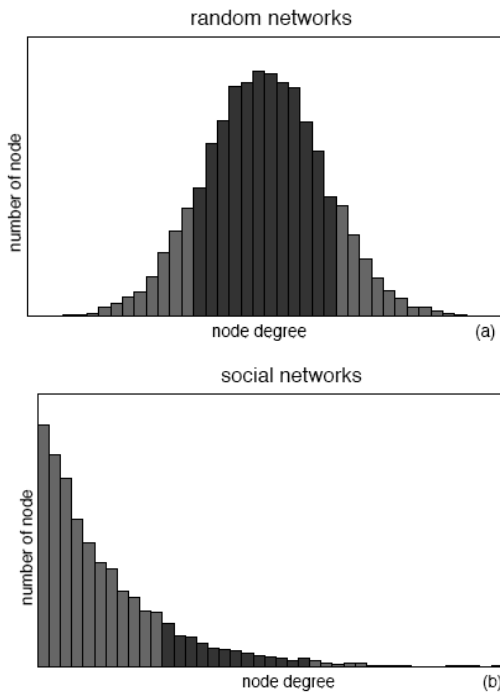 random networks
number of node
node degree
(a)
social networks
number of node
node degree
(b)